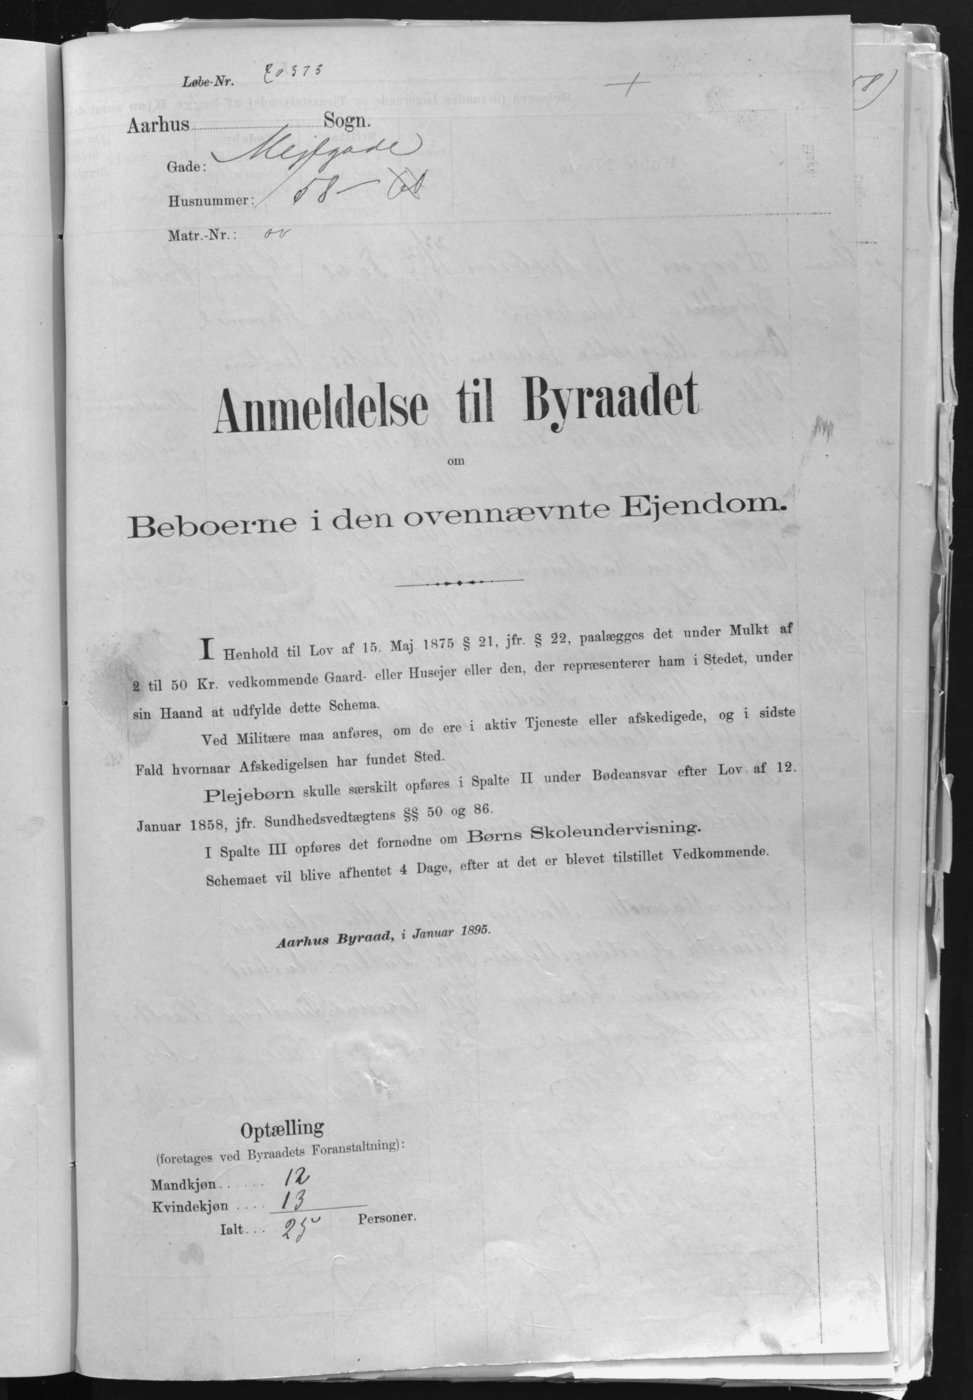 Løbe-Nr.
58)
Aarhus Sogn.
Gade: Mejlgade
Husnummer: 58
Matr.-Nr.:
Anmeldelse til Byraadet
om
Beboerne i den ovennævnte Ejendom.
I Henhold til Lov af 15. Maj 1875 § 21, jfr. § 22, paalægges det under Mulkt af
2 til 50 Kr. vedkommende Gaard- eller Husejer eller den, der repræsenterer ham i Stedet, under
sin Haand at udfylde dette Schema.
Ved Militære maa anføres, om de ere i aktiv Tjeneste eller afskedigede, og i sidste
Fald hvornaar Afskedigelsen har fundet Sted.
Plejebørn skulle særskilt opføres i Spalte II under Bødeansvar efter Lov af 12.
Januar 1858, jfr. Sundhedsvedtægtens §§ 50 og 86.
I Spalte III opføres det fornødne om Børns Skoleundervisning.
Schemaet vil blive afhentet 4 Dage, efter at det er blevet tilstillet Vedkommende.
Aarhus Byraad, i Januar 1895.
Optælling
(foretages ved Byraadets Foranstaltning):
Mandkjøn...... 12
Kvindekjøn .... 13
Ialt... 25 Personer.